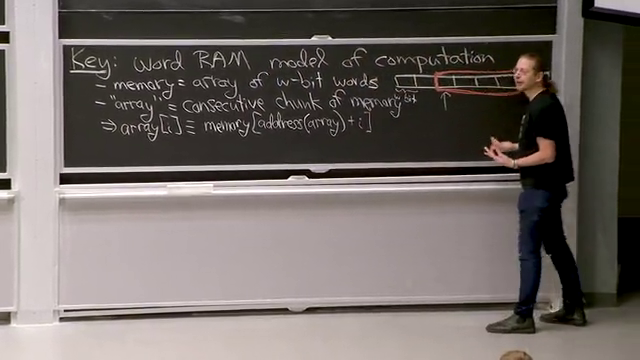 Key: word RAM model of computation
- memory = array of w-bit words
- "array" = consecutive chunk of memory
⇒ array[i] ≡ memory[address(array) + i]
w bits